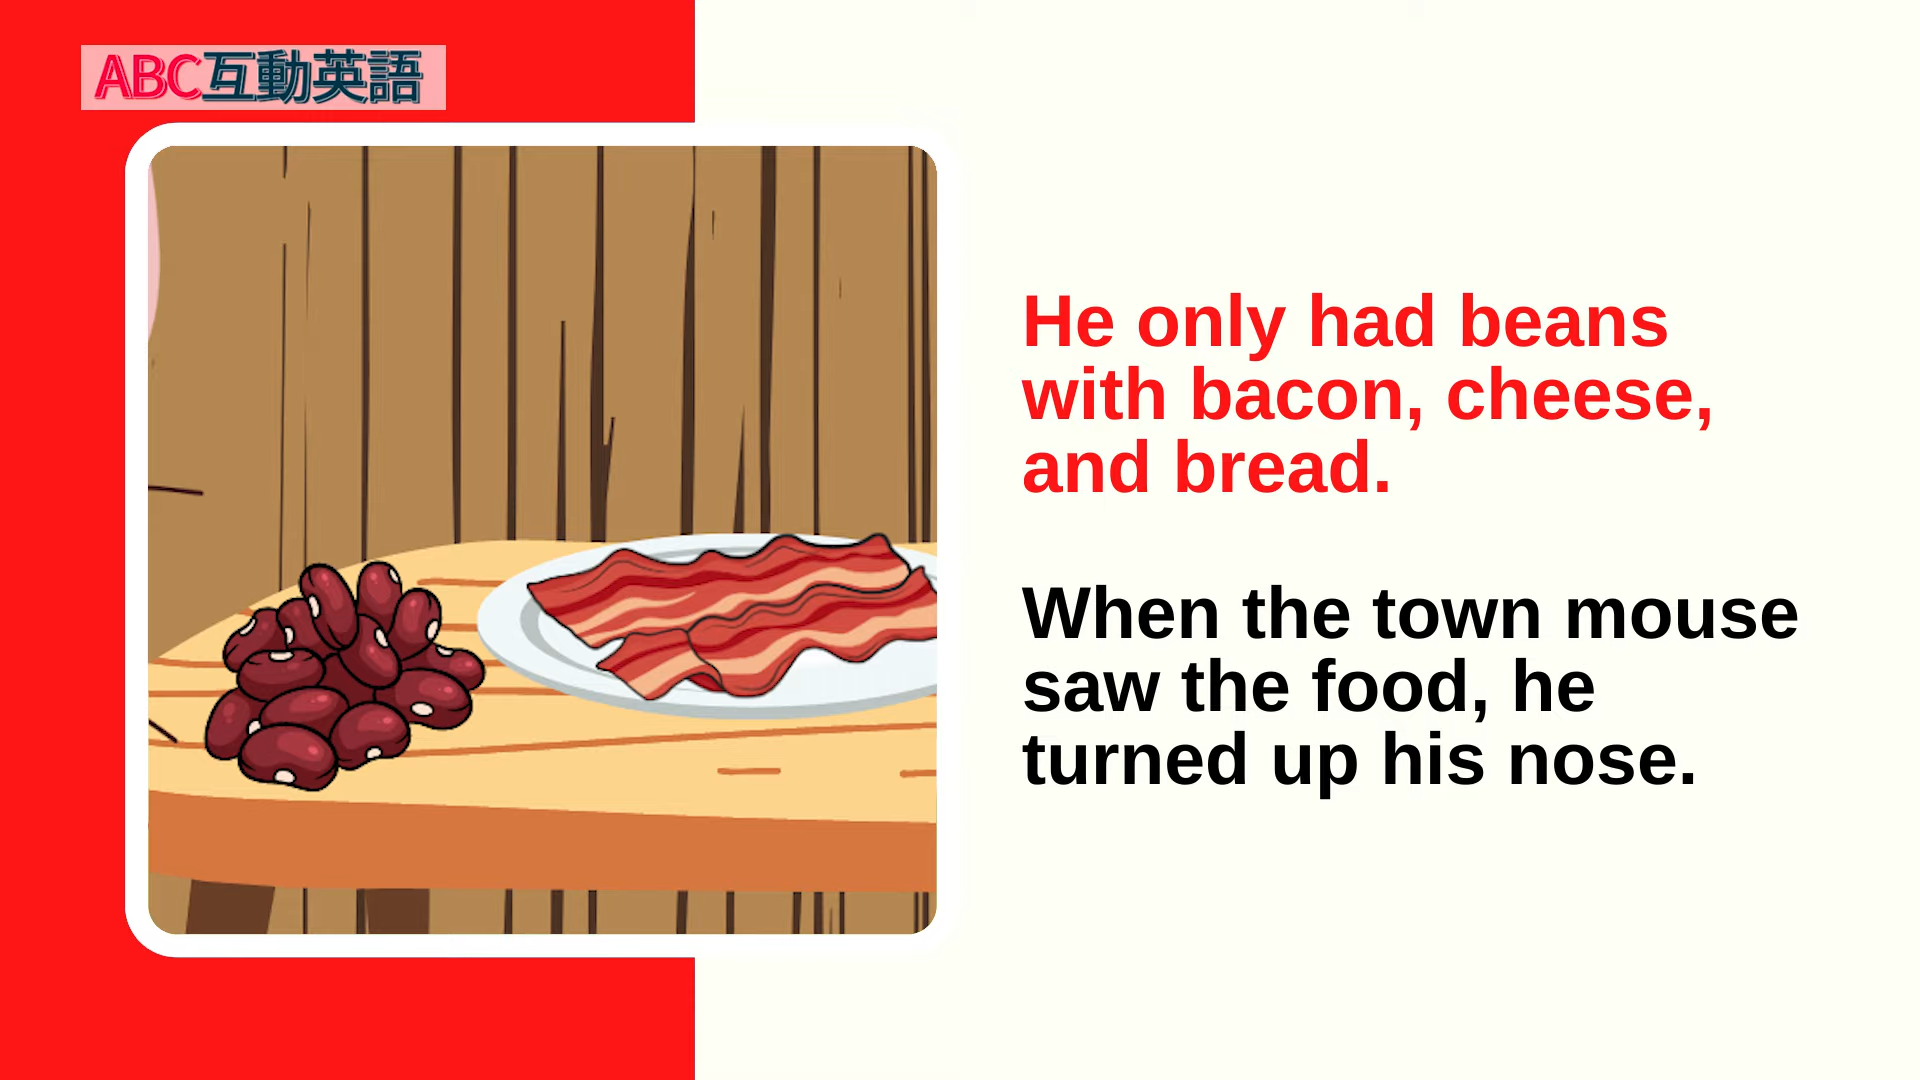 ABC互動英語
He only had beans
with bacon, cheese,
and bread.
When the town mouse
saw the food, he
turned up his nose.